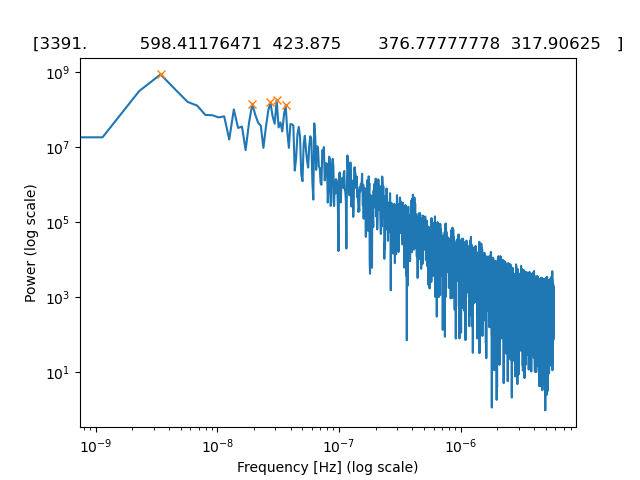 [3391. 598.41176471 423.875 376.77777778 317.90625 ]
10⁹
10⁷
10⁵
10³
10¹
Power (log scale)
10⁻⁹ 10⁻⁸ 10⁻⁷ 10⁻⁶
Frequency [Hz] (log scale)